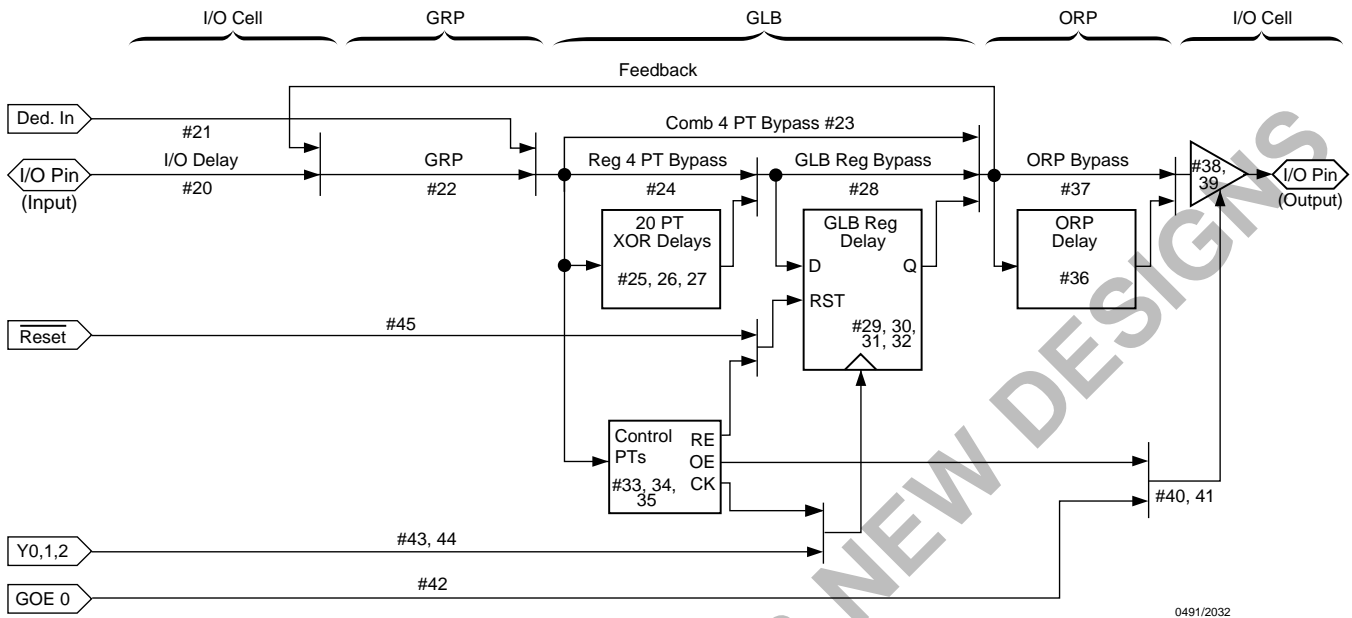 I/O Cell GRP GLB ORP I/O Cell
Feedback
Ded. In
#21
Comb 4 PT Bypass #23
I/O Pin
(Input)
I/O Delay
#20
GRP
#22
Reg 4 PT Bypass
#24
GLB Reg Bypass
#28
ORP Bypass
#37
#38,
39
I/O Pin
(Output)
20 PT
XOR Delays
#25, 26, 27
GLB Reg
Delay
D Q
RST
#29, 30,
31, 32
ORP
Delay
#36
Reset
#45
Control
PTs
RE
OE
CK
#33, 34,
35
#40, 41
Y0,1,2
#43, 44
GOE 0
#42
0491/2032
NEW DESIGNS